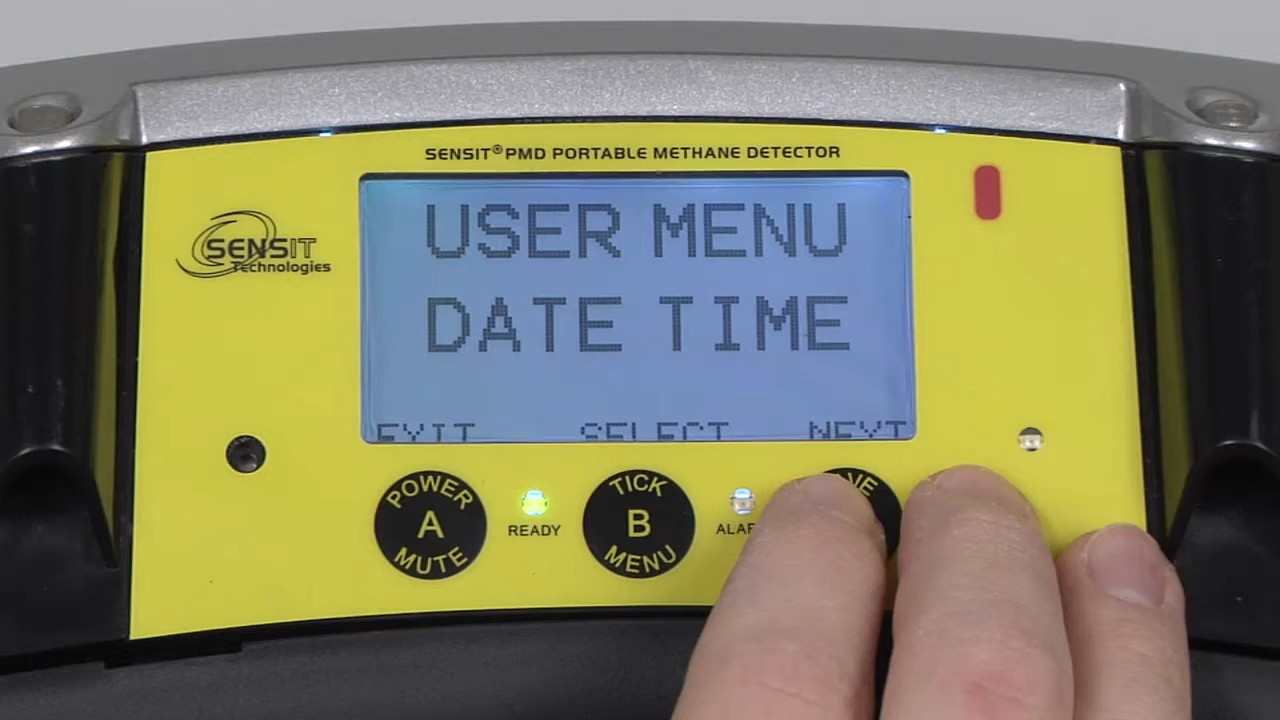 SENSIT® PMD PORTABLE METHANE DETECTOR
SENSIT
Technologies
USER MENU
DATE TIME
EXIT SELECT NEXT
POWER
A
MUTE
READY
TICK
B
MENU